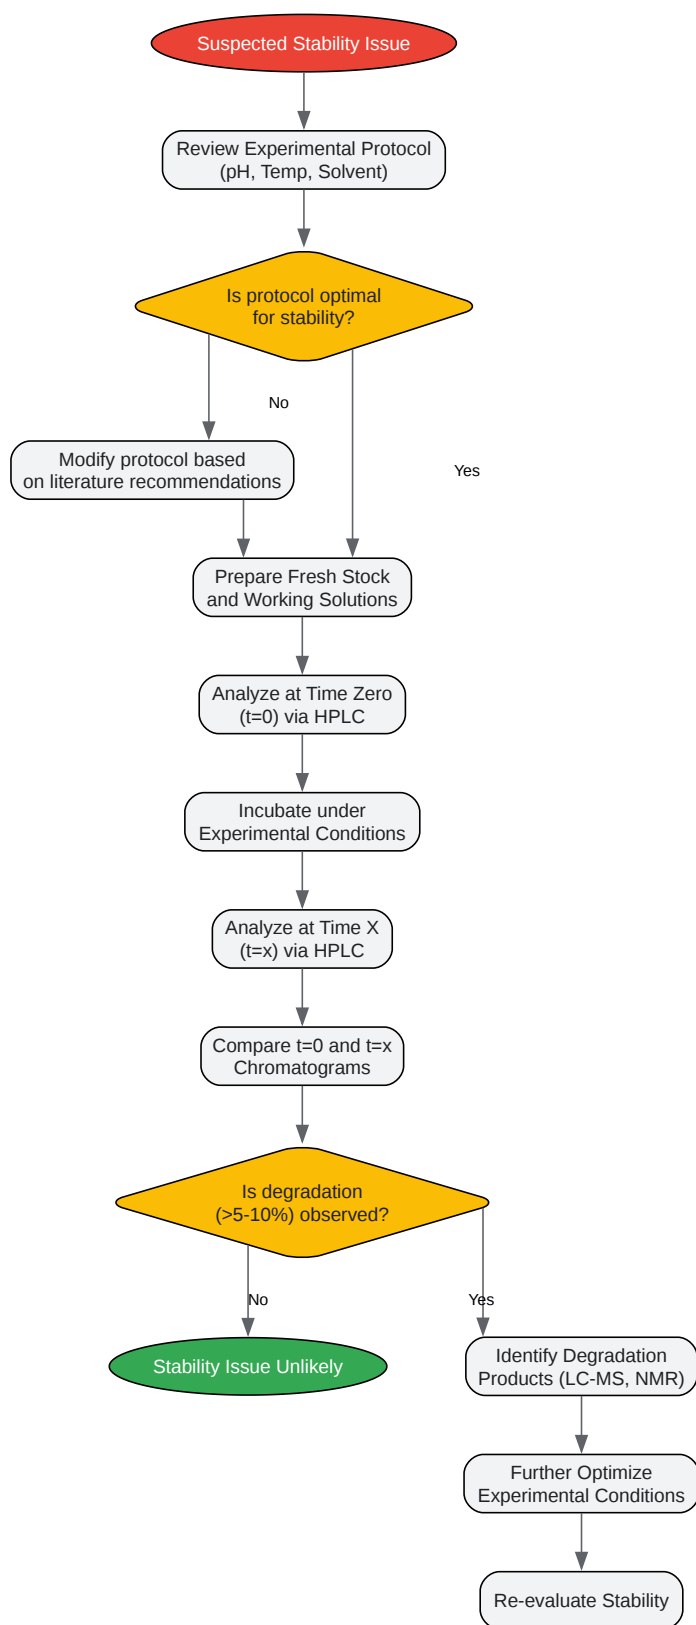 Suspected Stability Issue
Review Experimental Protocol
(pH, Temp, Solvent)
Is protocol optimal
for stability?
No
Yes
Modify protocol based
on literature recommendations
Prepare Fresh Stock
and Working Solutions
Analyze at Time Zero
(t=0) via HPLC
Incubate under
Experimental Conditions
Analyze at Time X
(t=x) via HPLC
Compare t=0 and t=x
Chromatograms
Is degradation
(>5-10%) observed?
No
Yes
Stability Issue Unlikely
Identify Degradation
Products (LC-MS, NMR)
Further Optimize
Experimental Conditions
Re-evaluate Stability